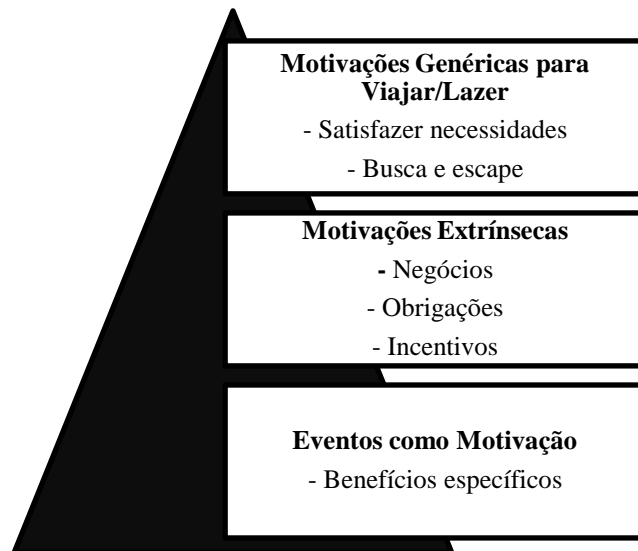 Motivações Genéricas para
Viajar/Lazer
- Satisfazer necessidades
- Busca e escape
Motivações Extrínsecas
- Negócios
- Obrigações
- Incentivos
Eventos como Motivação
- Benefícios específicos